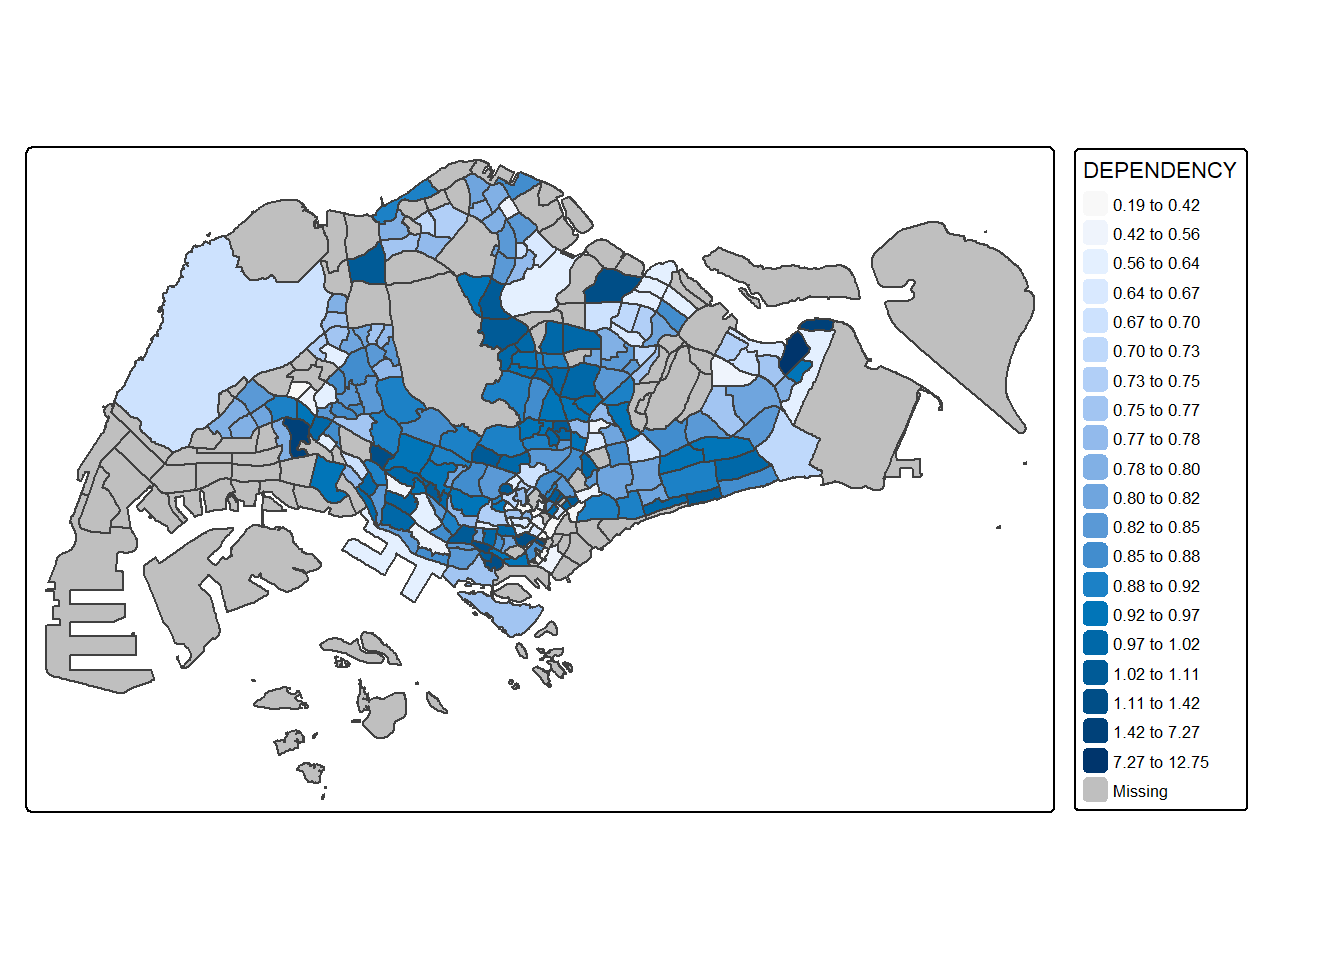 DEPENDENCY
0.19 to 0.42
0.42 to 0.56
0.56 to 0.64
0.64 to 0.67
0.67 to 0.70
0.70 to 0.73
0.73 to 0.75
0.75 to 0.77
0.77 to 0.78
0.78 to 0.80
0.80 to 0.82
0.82 to 0.85
0.85 to 0.88
0.88 to 0.92
0.92 to 0.97
0.97 to 1.02
1.02 to 1.11
1.11 to 1.42
1.42 to 7.27
7.27 to 12.75
Missing